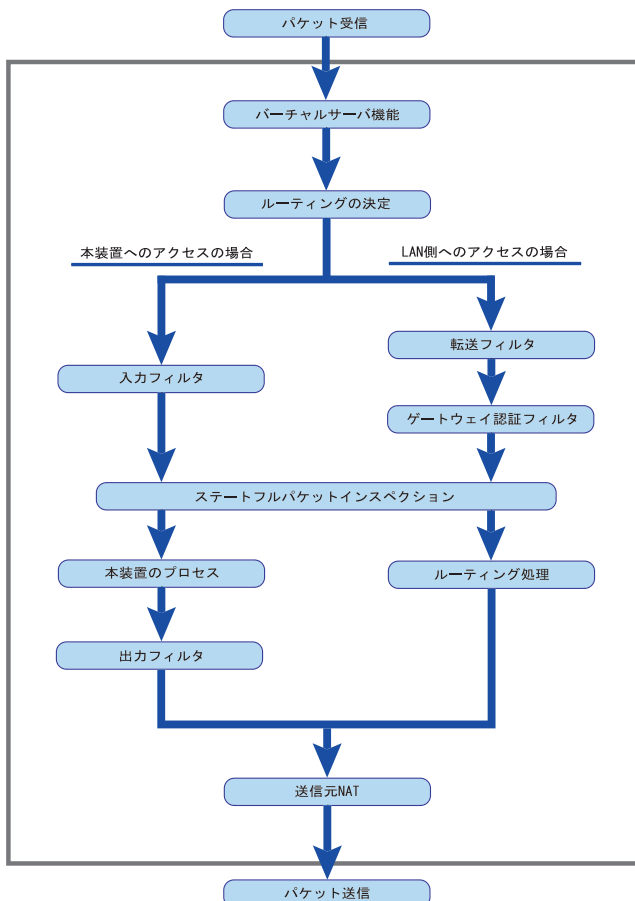 パケット受信
バーチャルサーバ機能
ルーティングの決定
本装置へのアクセスの場合
LAN側へのアクセスの場合
転送フィルタ
入力フィルタ
ゲートウェイ認証フィルタ
ステートフルパケットインスペクション
本装置のプロセス
ルーティング処理
出力フィルタ
送信元NAT
パケット送信